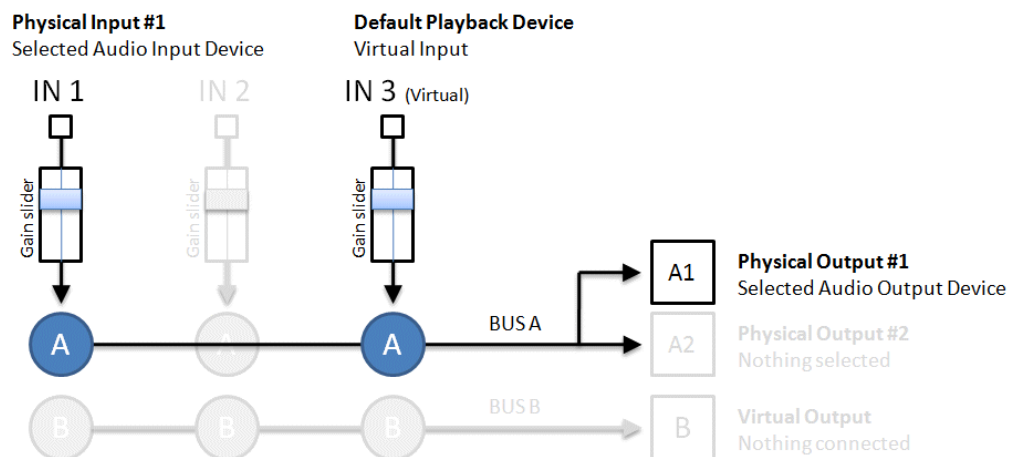 Physical Input #1
Selected Audio Input Device
Default Playback Device
Virtual Input
IN 1
IN 2
IN 3 (Virtual)
Gain slider
Gain slider
Gain slider
A
A
A
BUS A
A1
Physical Output #1
Selected Audio Output Device
A2
Physical Output #2
Nothing selected
B
B
B
BUS B
B
Virtual Output
Nothing connected